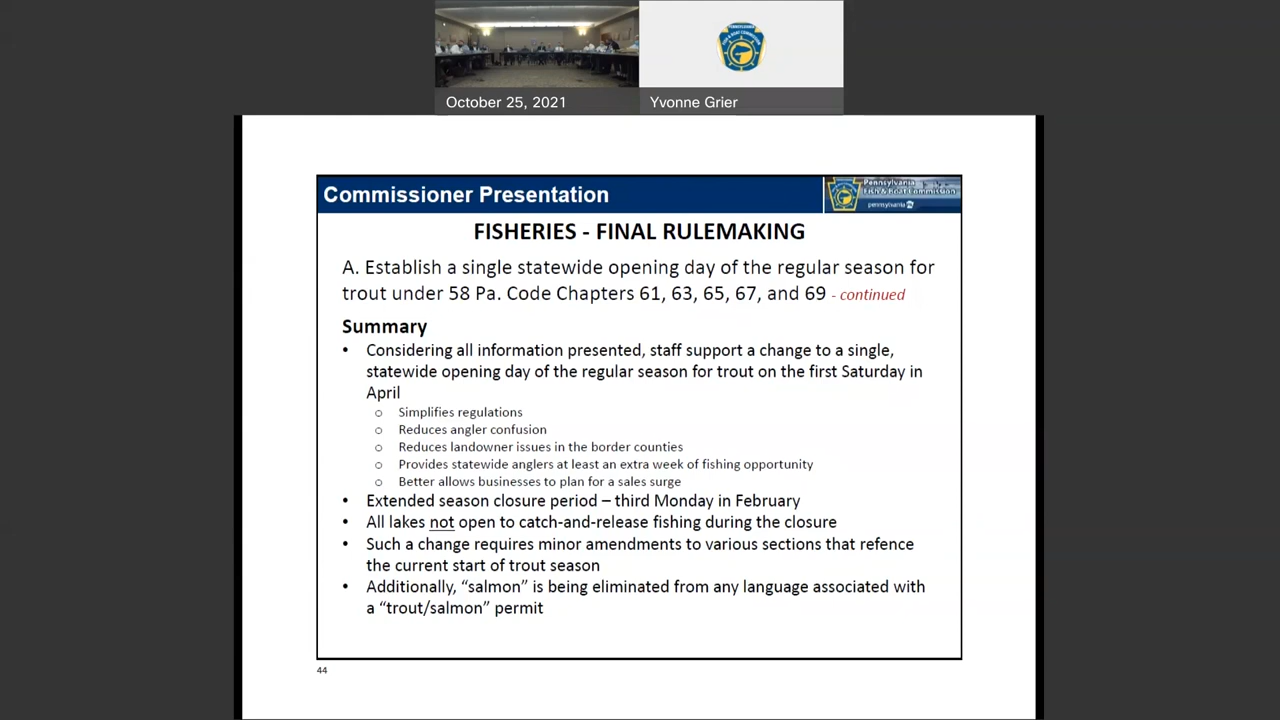 October 25, 2021
Yvonne Grier
Commissioner Presentation
Pennsylvania
Fish & Boat Commission
pennsylvania
FISHERIES - FINAL RULEMAKING
A. Establish a single statewide opening day of the regular season for
trout under 58 Pa. Code Chapters 61, 63, 65, 67, and 69 - continued
Summary
• Considering all information presented, staff support a change to a single,
statewide opening day of the regular season for trout on the first Saturday in
April
o Simplifies regulations
o Reduces angler confusion
o Reduces landowner issues in the border counties
o Provides statewide anglers at least an extra week of fishing opportunity
o Better allows businesses to plan for a sales surge
• Extended season closure period – third Monday in February
• All lakes not open to catch-and-release fishing during the closure
• Such a change requires minor amendments to various sections that refence
the current start of trout season
• Additionally, “salmon” is being eliminated from any language associated with
a “trout/salmon” permit
44